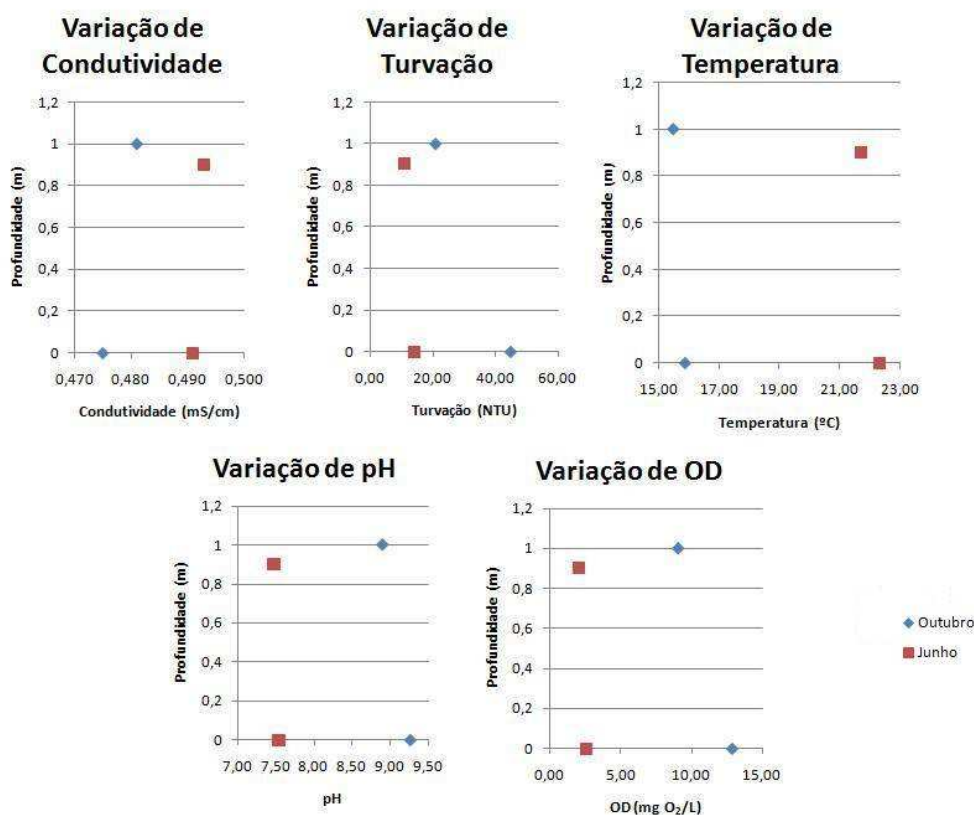 Variação de
Condutividade
1,2
1
0,8
0,6
0,4
0,2
0
Profundidade (m)
0,470 0,480 0,490 0,500
Condutividade (mS/cm)
Variação de
Turvação
1,2
1
0,8
0,6
0,4
0,2
0
Profundidade (m)
0,00 20,00 40,00 60,00
Turvação (NTU)
Variação de
Temperatura
1,2
1
0,8
0,6
0,4
0,2
0
Profundidade (m)
15,00 17,00 19,00 21,00 23,00
Temperatura (ºC)
Variação de pH
1,2
1
0,8
0,6
0,4
0,2
0
Profundidade (m)
7,00 7,50 8,00 8,50 9,00 9,50
pH
Variação de OD
1,2
1
0,8
0,6
0,4
0,2
0
Profundidade (m)
0,00 5,00 10,00 15,00
OD (mg O₂/L)
Outubro
Junho